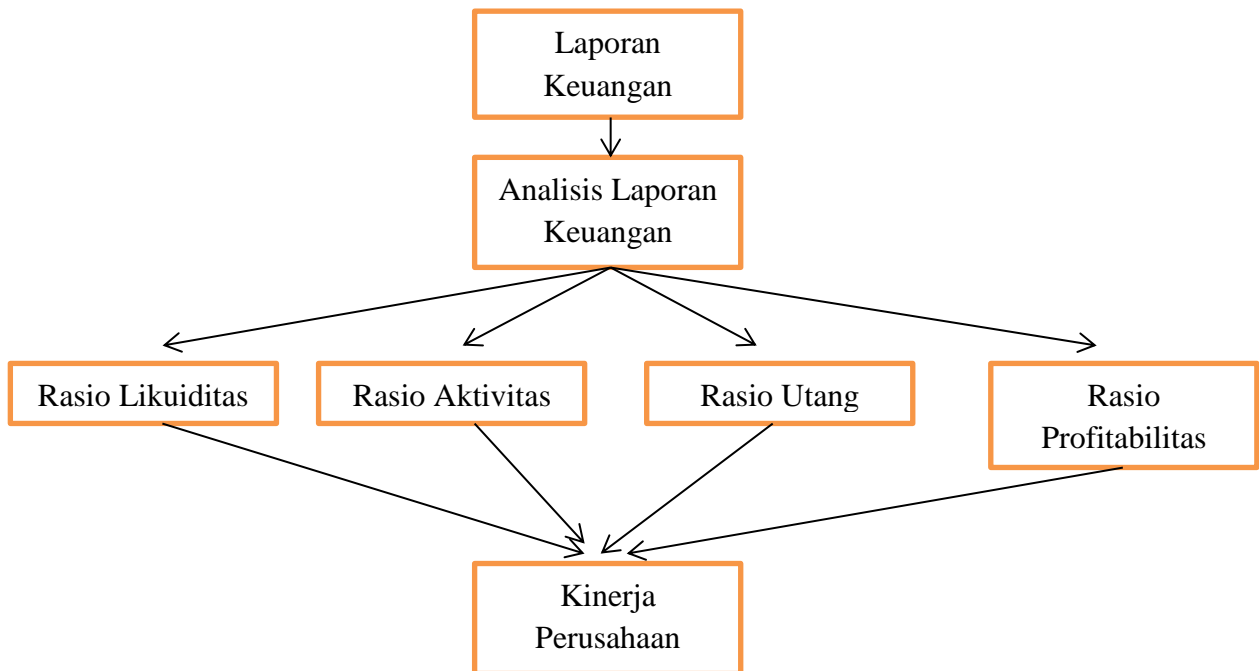 Laporan
Keuangan
Analisis Laporan
Keuangan
Rasio Likuiditas
Rasio Aktivitas
Rasio Utang
Rasio
Profitabilitas
Kinerja
Perusahaan